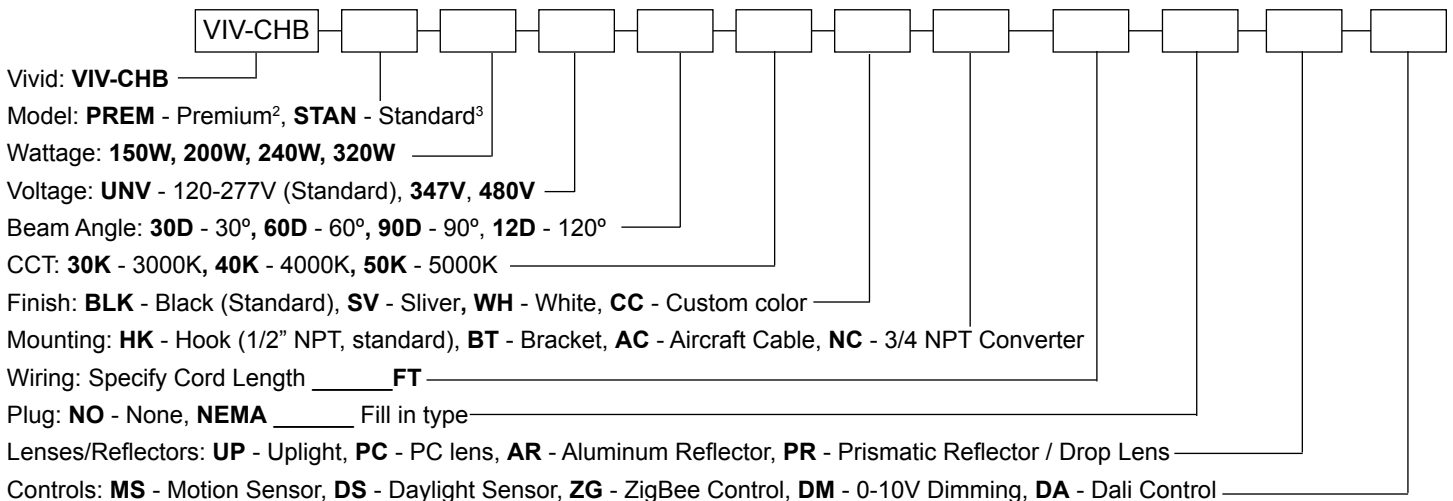 VIV-CHB
Vivid: VIV-CHB
Model: PREM - Premium², STAN - Standard³
Wattage: 150W, 200W, 240W, 320W
Voltage: UNV - 120-277V (Standard), 347V, 480V
Beam Angle: 30D - 30º, 60D - 60º, 90D - 90º, 12D - 120º
CCT: 30K - 3000K, 40K - 4000K, 50K - 5000K
Finish: BLK - Black (Standard), SV - Sliver, WH - White, CC - Custom color
Mounting: HK - Hook (1/2” NPT, standard), BT - Bracket, AC - Aircraft Cable, NC - 3/4 NPT Converter
Wiring: Specify Cord Length ______FT
Plug: NO - None, NEMA ______ Fill in type
Lenses/Reflectors: UP - Uplight, PC - PC lens, AR - Aluminum Reflector, PR - Prismatic Reflector / Drop Lens
Controls: MS - Motion Sensor, DS - Daylight Sensor, ZG - ZigBee Control, DM - 0-10V Dimming, DA - Dali Control